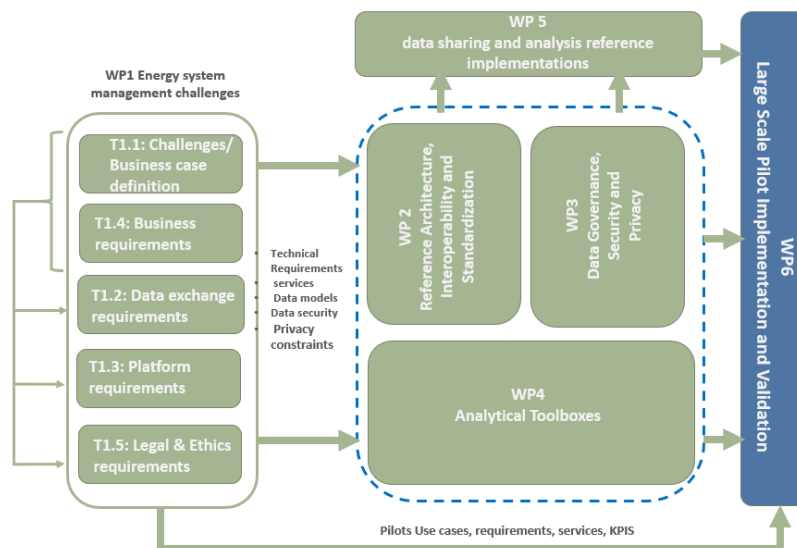 WP1 Energy system
management challenges
T1.1: Challenges/
Business case
definition
T1.4: Business
requirements
T1.2: Data exchange
requirements
T1.3: Platform
requirements
T1.5: Legal & Ethics
requirements
• Technical
Requirements
• services
• Data models
• Data security
• Privacy
constraints
WP 5
data sharing and analysis reference
implementations
WP 2
Reference Architecture,
Interoperability and
Standardization
WP3
Data Governance,
Security and
Privacy
WP4
Analytical Toolboxes
WP6
Large Scale Pilot Implementation and Validation
Pilots Use cases, requirements, services, KPIS